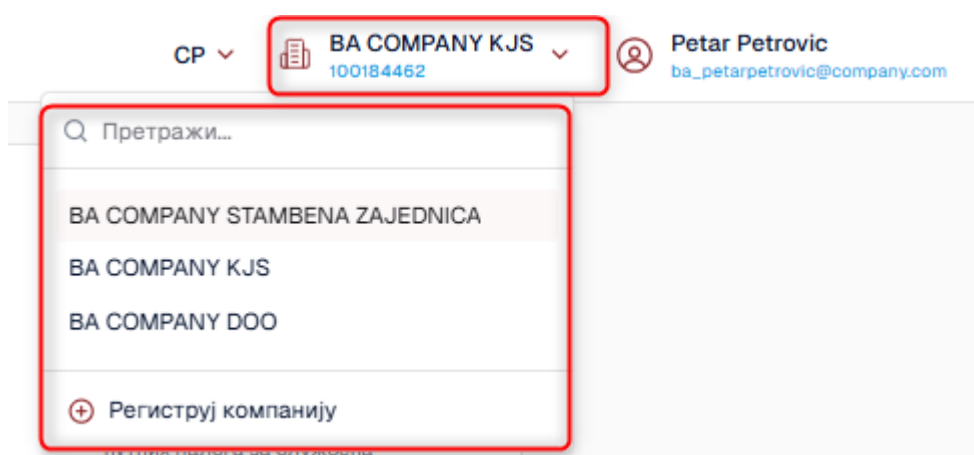 СР
BA COMPANY KJS
100184462
Petar Petrovic
ba_petarpetrovic@company.com
Претражи...
BA COMPANY STAMBENA ZAJEDNICA
BA COMPANY KJS
BA COMPANY DOO
Региструј компанију